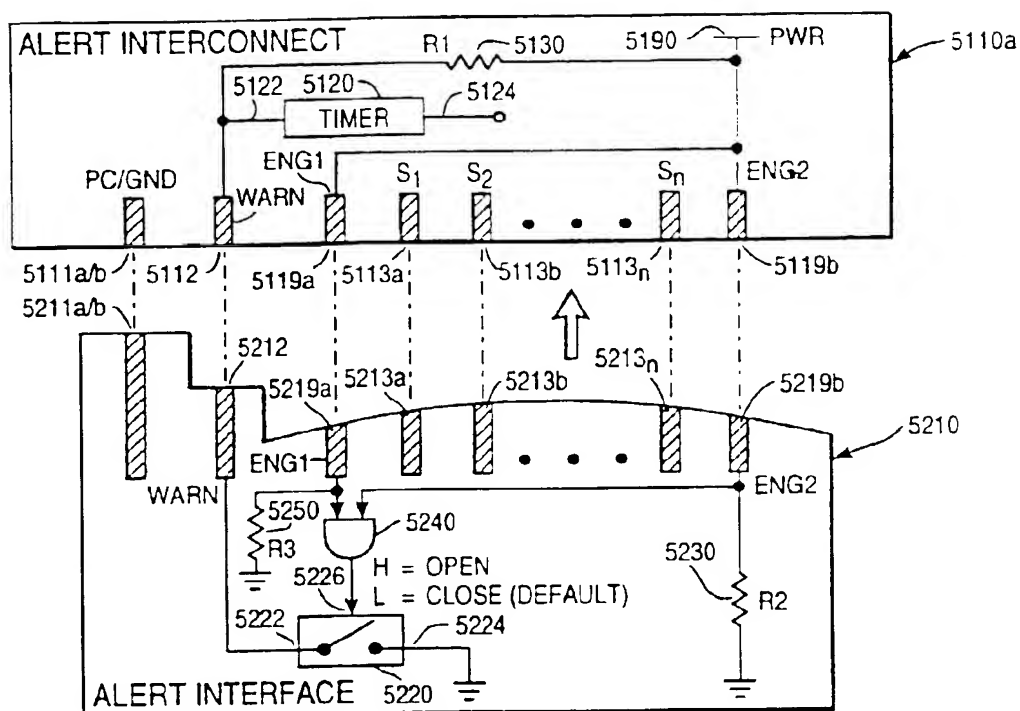 ALERT INTERCONNECT
R1
5130
5190
PWR
5110a
5122
5120
5124
TIMER
PC/GND
WARN
ENG1
S1
S2
Sn
ENG2
5111a/b
5112
5119a
5113a
5113b
5113n
5119b
5211a/b
5212
5219a
5213a
5213b
5213n
5219b
5210
WARN
ENG1
ENG2
5250
R3
5240
5226
H = OPEN
L = CLOSE (DEFAULT)
5230
R2
5222
5224
5220
ALERT INTERFACE